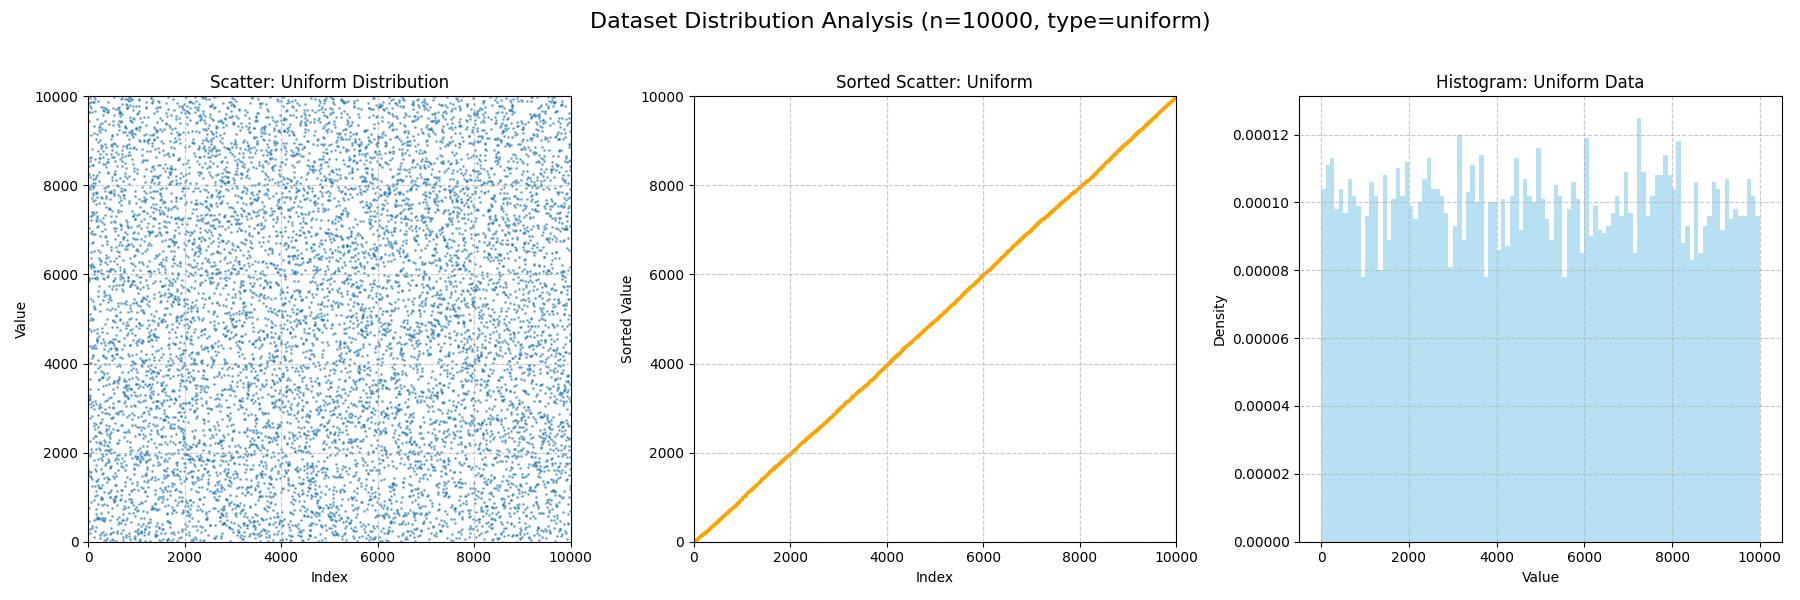 Dataset Distribution Analysis (n=10000, type=uniform)
Scatter: Uniform Distribution
10000
8000
6000
4000
2000
0
Value
0 2000 4000 6000 8000 10000
Index
Sorted Scatter: Uniform
10000
8000
6000
4000
2000
0
Sorted Value
0 2000 4000 6000 8000 10000
Index
Histogram: Uniform Data
0.00012
0.00010
0.00008
0.00006
0.00004
0.00002
0.00000
Density
0 2000 4000 6000 8000 10000
Value